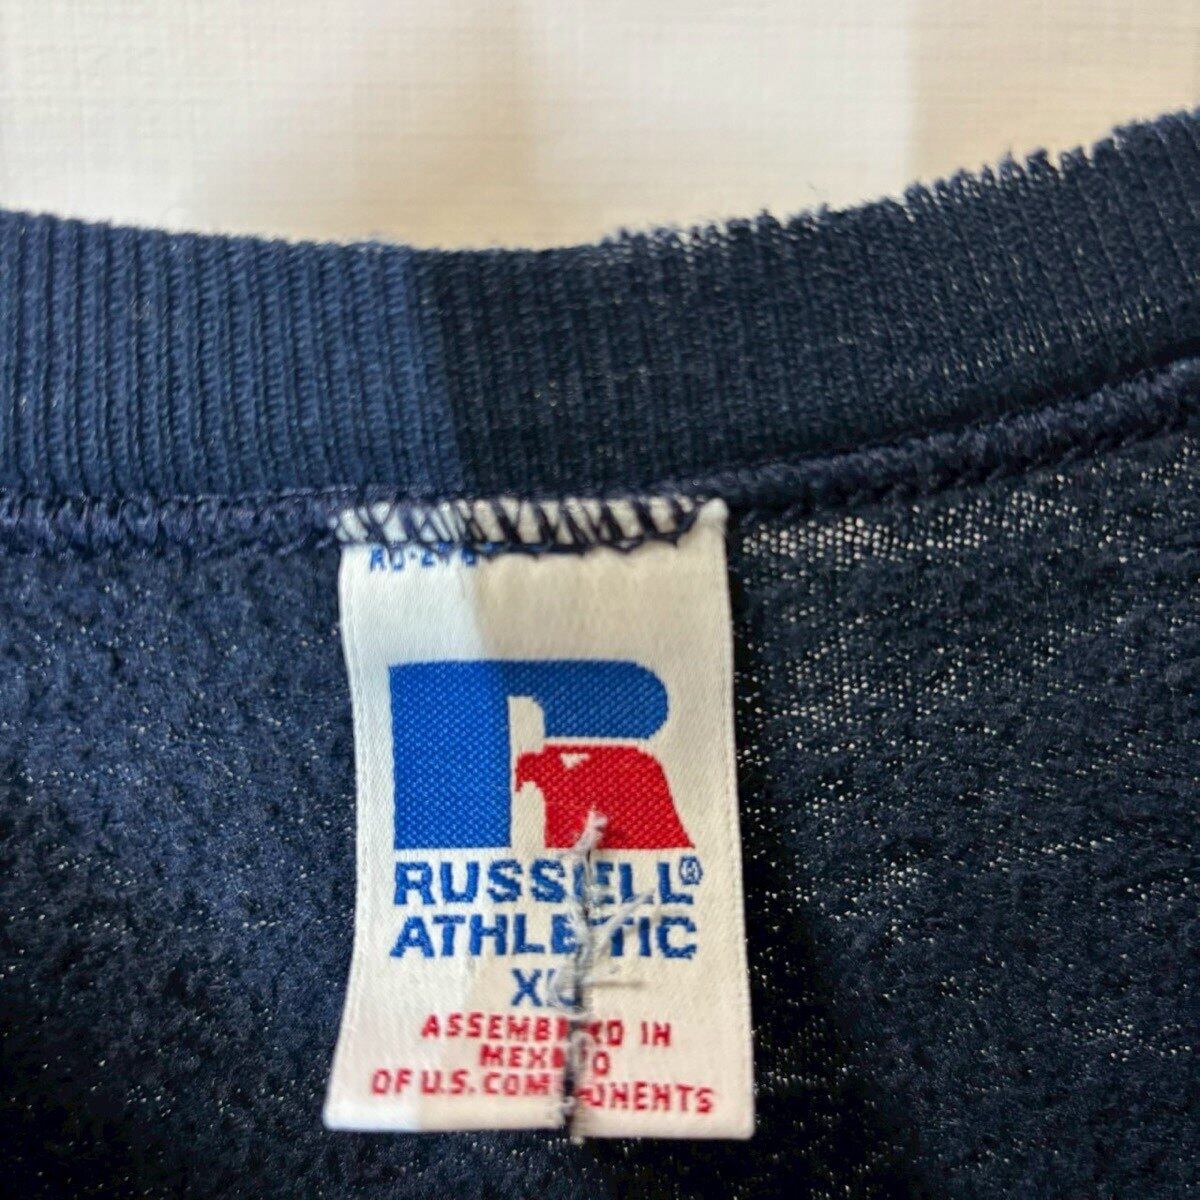 RUSSELL®
ATHLETIC
XL
ASSEMBLED IN
MEXICO
OF U.S. COMPONENTS